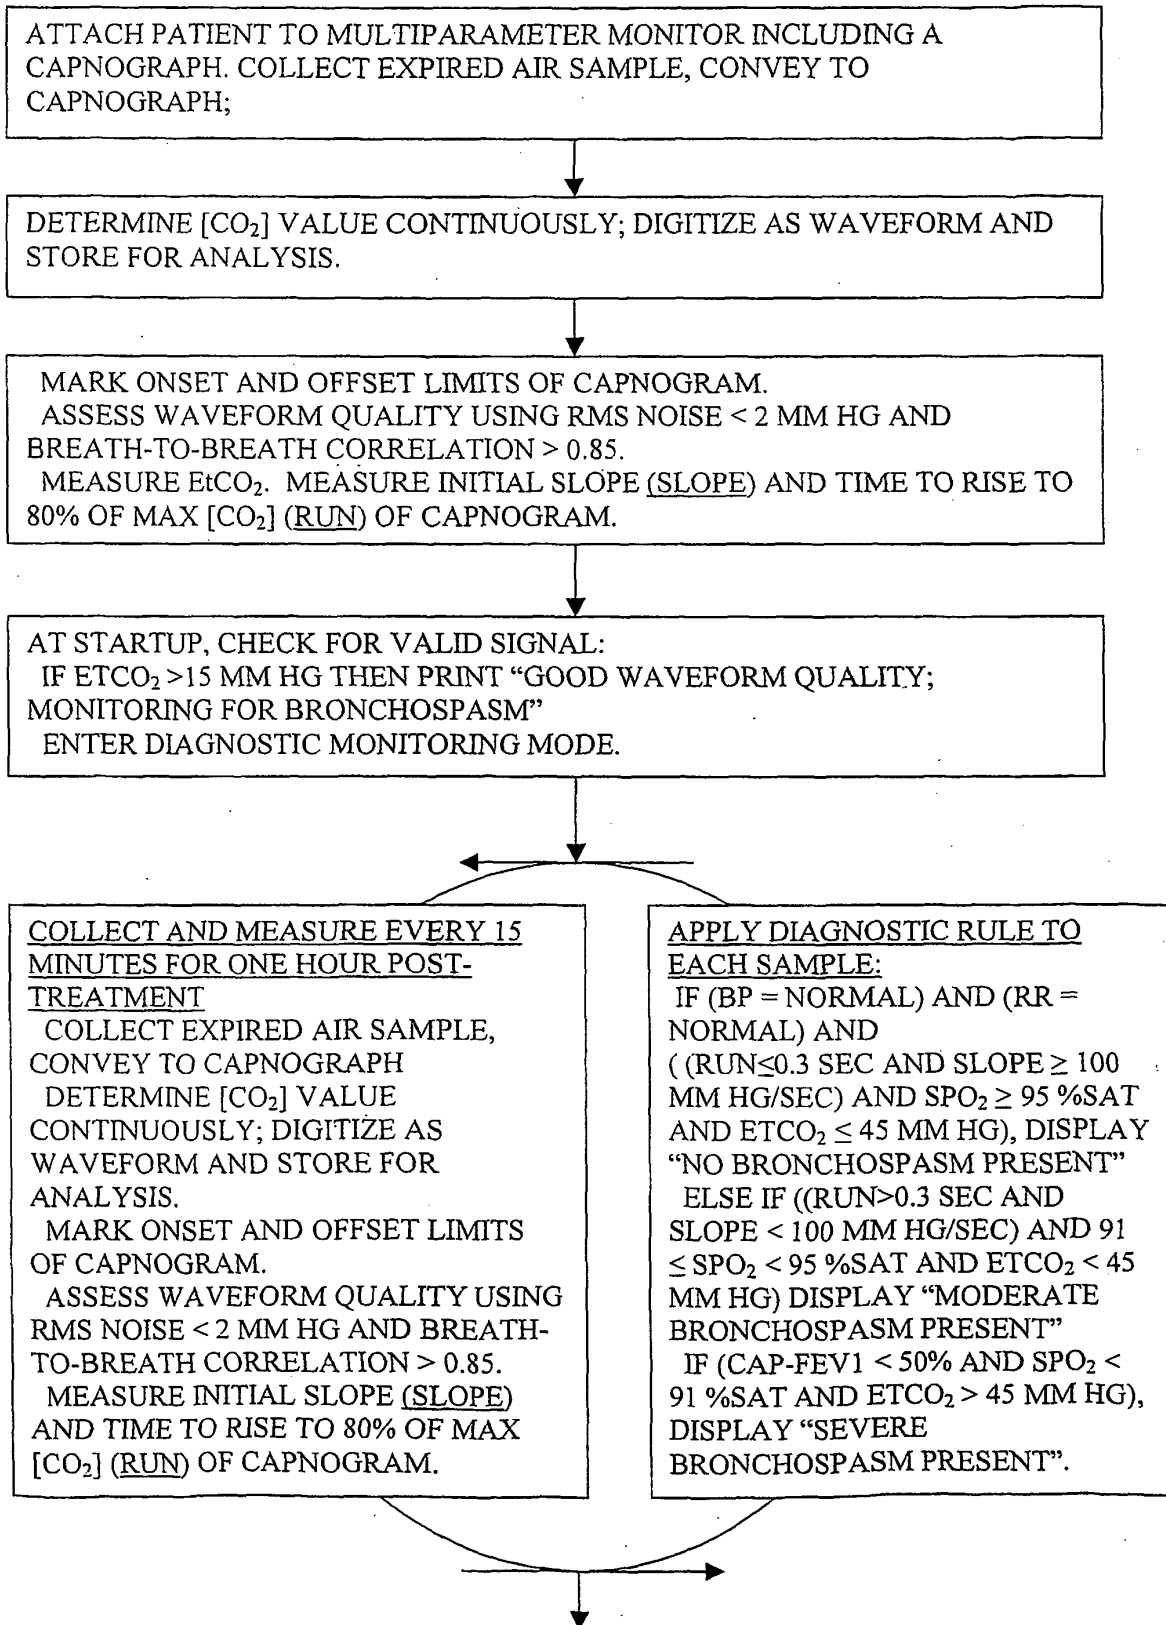 ATTACH PATIENT TO MULTIPARAMETER MONITOR INCLUDING A
CAPNOGRAPH. COLLECT EXPIRED AIR SAMPLE, CONVEY TO
CAPNOGRAPH;
DETERMINE [CO₂] VALUE CONTINUOUSLY; DIGITIZE AS WAVEFORM AND
STORE FOR ANALYSIS.
MARK ONSET AND OFFSET LIMITS OF CAPNOGRAM.
ASSESS WAVEFORM QUALITY USING RMS NOISE < 2 MM HG AND
BREATH-TO-BREATH CORRELATION > 0.85.
MEASURE EtCO₂. MEASURE INITIAL SLOPE (SLOPE) AND TIME TO RISE TO
80% OF MAX [CO₂] (RUN) OF CAPNOGRAM.
AT STARTUP, CHECK FOR VALID SIGNAL:
IF ETCO₂ >15 MM HG THEN PRINT “GOOD WAVEFORM QUALITY;
MONITORING FOR BRONCHOSPASM”
ENTER DIAGNOSTIC MONITORING MODE.
COLLECT AND MEASURE EVERY 15
MINUTES FOR ONE HOUR POST-
TREATMENT
COLLECT EXPIRED AIR SAMPLE,
CONVEY TO CAPNOGRAPH
DETERMINE [CO₂] VALUE
CONTINUOUSLY; DIGITIZE AS
WAVEFORM AND STORE FOR
ANALYSIS.
MARK ONSET AND OFFSET LIMITS
OF CAPNOGRAM.
ASSESS WAVEFORM QUALITY USING
RMS NOISE < 2 MM HG AND BREATH-
TO-BREATH CORRELATION > 0.85.
MEASURE INITIAL SLOPE (SLOPE)
AND TIME TO RISE TO 80% OF MAX
[CO₂] (RUN) OF CAPNOGRAM.
APPLY DIAGNOSTIC RULE TO
EACH SAMPLE:
IF (BP = NORMAL) AND (RR =
NORMAL) AND
( (RUN≤0.3 SEC AND SLOPE ≥ 100
MM HG/SEC) AND SPO₂ ≥ 95 %SAT
AND ETCO₂ ≤ 45 MM HG), DISPLAY
“NO BRONCHOSPASM PRESENT”
ELSE IF ((RUN>0.3 SEC AND
SLOPE < 100 MM HG/SEC) AND 91
≤ SPO₂ < 95 %SAT AND ETCO₂ < 45
MM HG) DISPLAY “MODERATE
BRONCHOSPASM PRESENT”
IF (CAP-FEV1 < 50% AND SPO₂ <
91 %SAT AND ETCO₂ > 45 MM HG),
DISPLAY “SEVERE
BRONCHOSPASM PRESENT”.